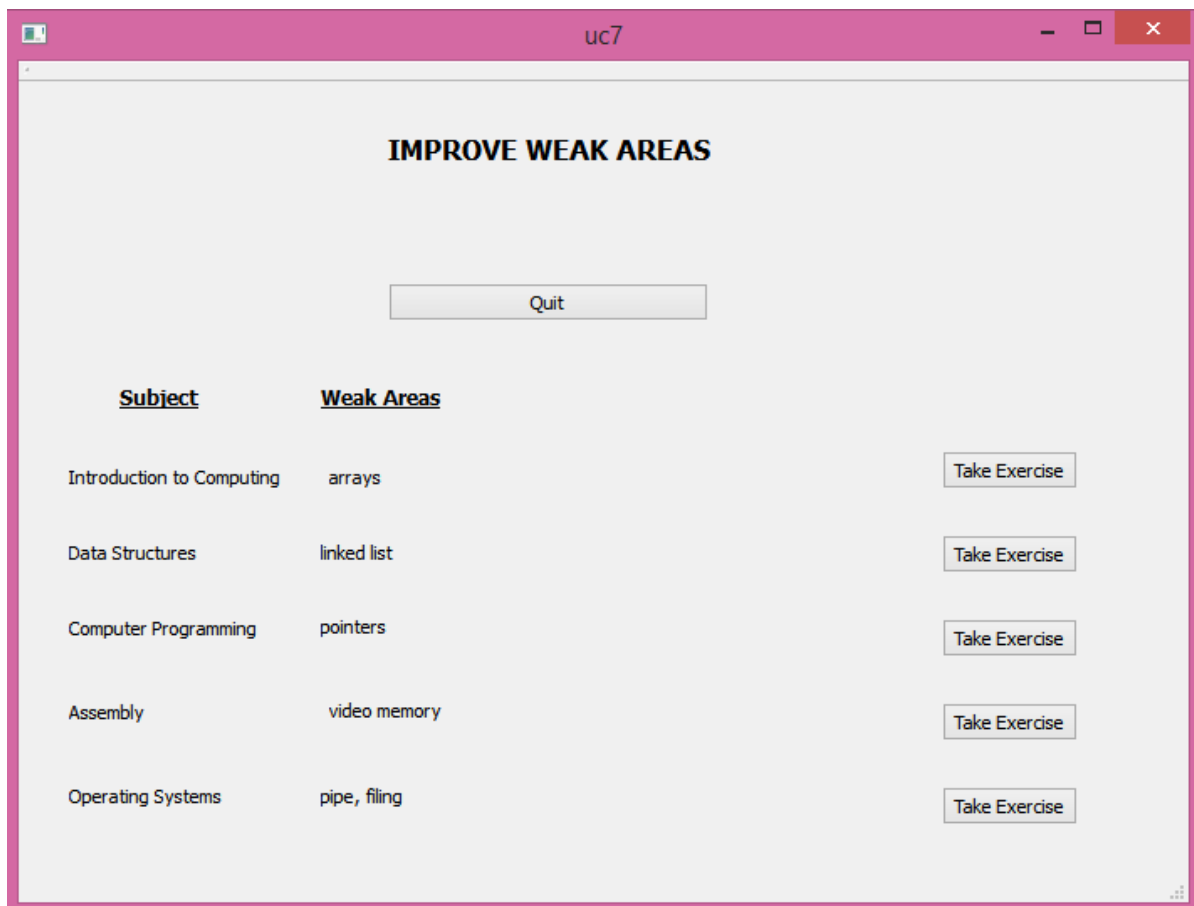 uc7
IMPROVE WEAK AREAS
Quit
Subject Weak Areas
Introduction to Computing arrays Take Exercise
Data Structures linked list Take Exercise
Computer Programming pointers Take Exercise
Assembly video memory Take Exercise
Operating Systems pipe, filing Take Exercise